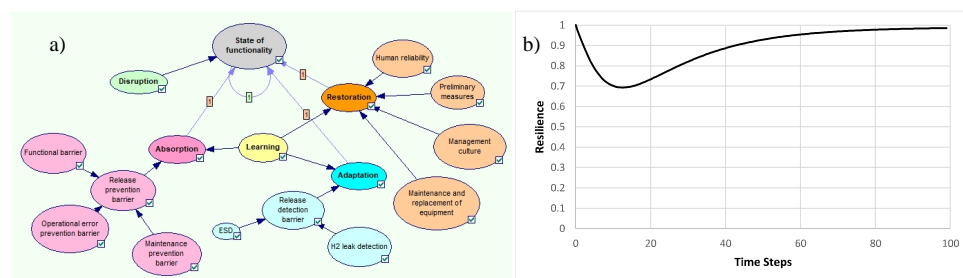 a)
State of
functionality
1
1
1
1
Disruption
Human reliability
Preliminary
measures
Restoration
Management
culture
Maintenance and
replacement of
equipment
Learning
Absorption
Adaptation
Functional barrier
Release
prevention
barrier
Operational error
prevention barrier
Maintenance
prevention
barrier
Release
detection
barrier
ESD
H2 leak detection
b)
Resilience
1
0.9
0.8
0.7
0.6
0.5
0.4
0.3
0.2
0.1
0
0 20 40 60 80 100
Time Steps